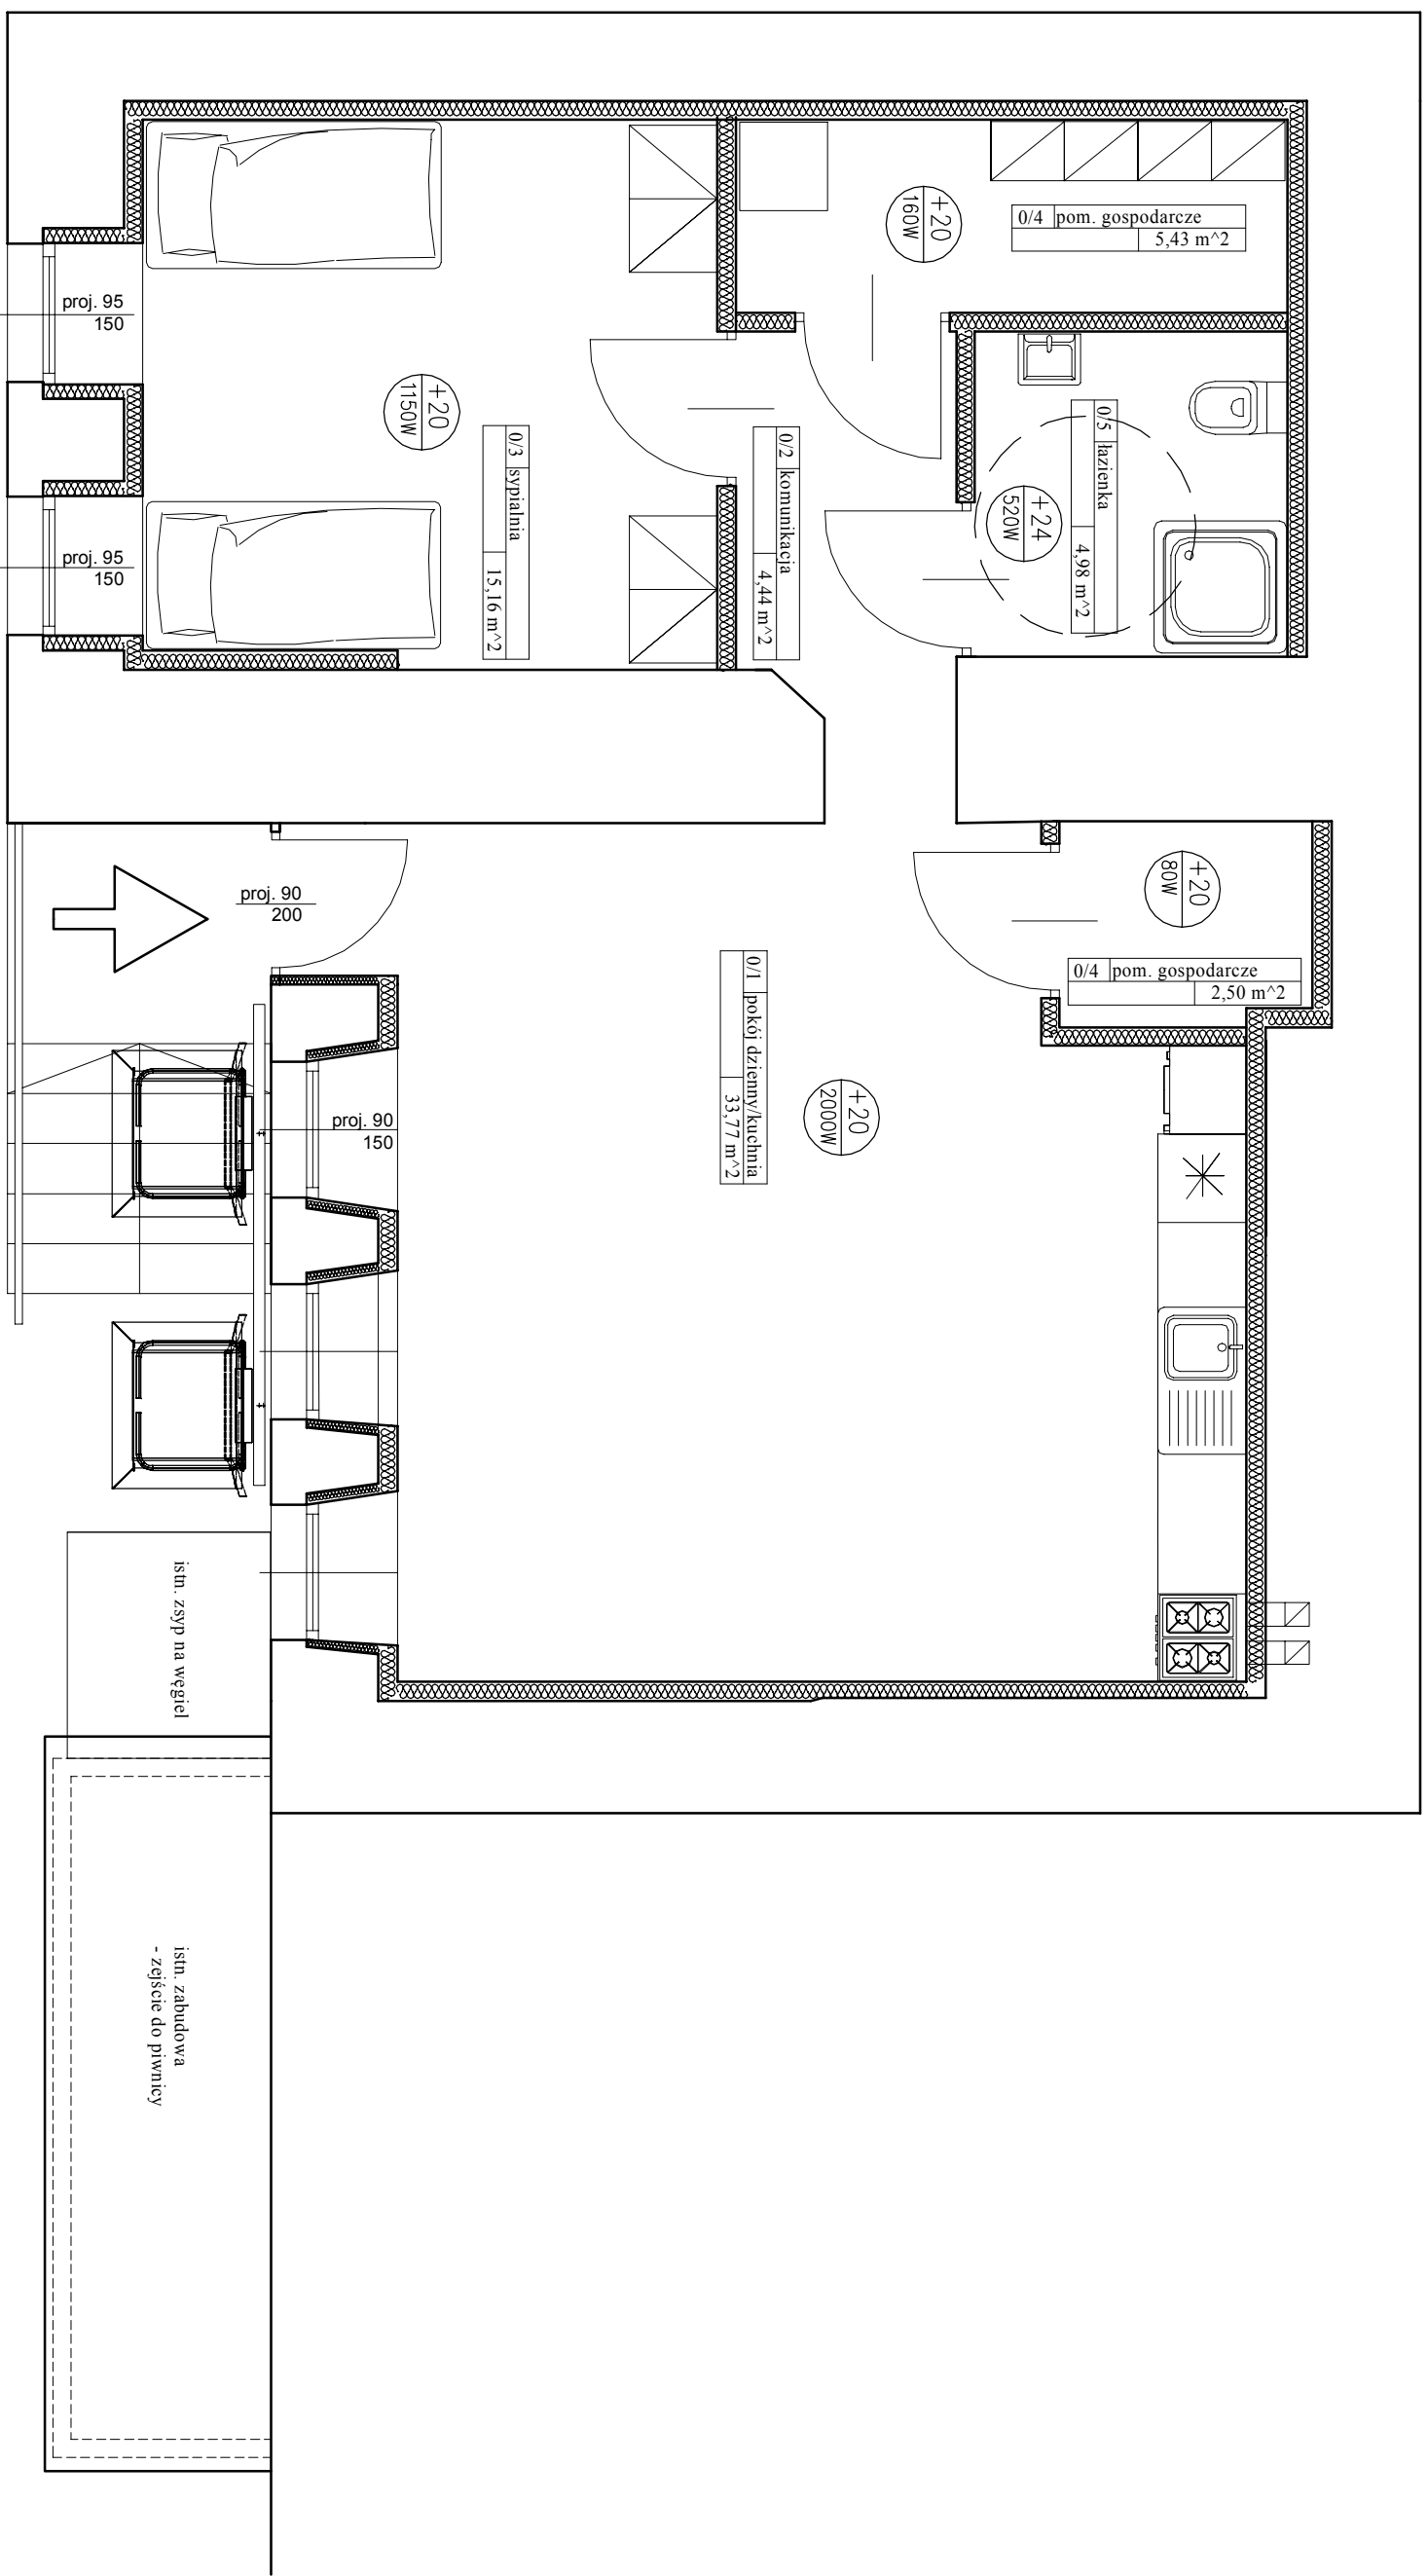 0/4 pom. gospodarcze
5,43 m^2
+20
160W
0/5 łazienka
4,98 m^2
+24
520W
0/2 komunikacja
4,44 m^2
proj. 95
150
+20
1150W
0/3 sypialnia
15,16 m^2
proj. 95
150
+20
80W
0/4 pom. gospodarcze
2,50 m^2
proj. 90
200
0/1 pokój dzienny/kuchnia
33,77 m^2
+20
2000W
proj. 90
150
istn. zsyp na węgiel
istn. zabudowa
- zejście do piwnicy